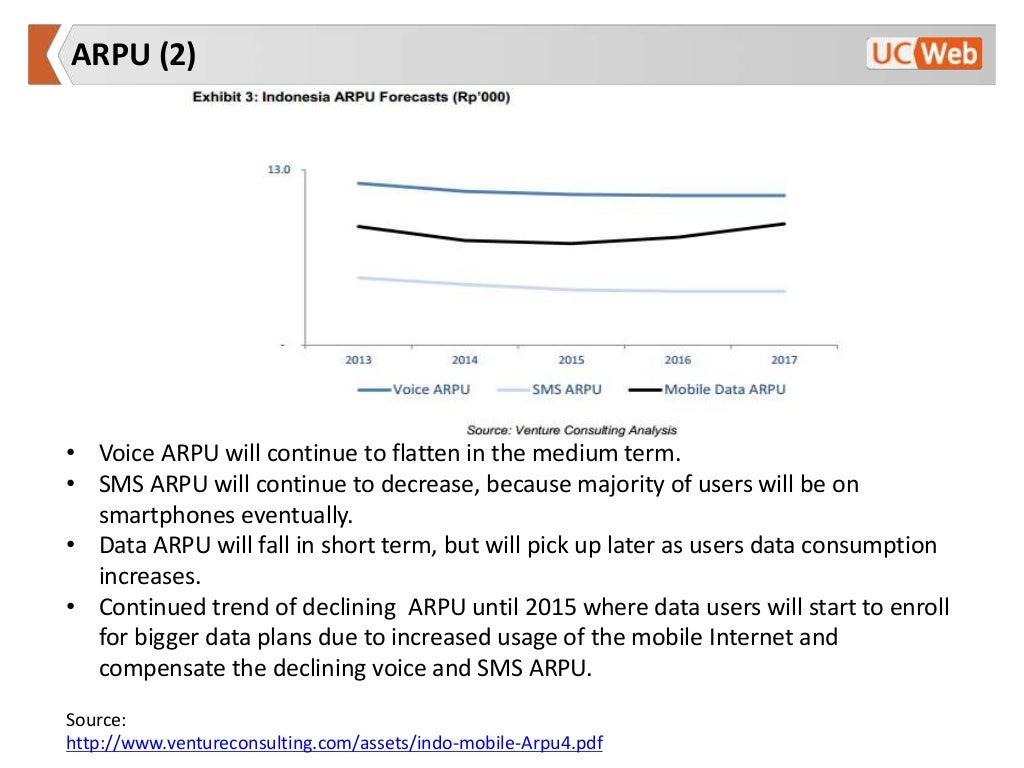 ARPU (2)
UC Web
Exhibit 3: Indonesia ARPU Forecasts (Rp'000)
13.0
-
2013 2014 2015 2016 2017
Voice ARPU SMS ARPU Mobile Data ARPU
Source: Venture Consulting Analysis
• Voice ARPU will continue to flatten in the medium term.
• SMS ARPU will continue to decrease, because majority of users will be on
smartphones eventually.
• Data ARPU will fall in short term, but will pick up later as users data consumption
increases.
• Continued trend of declining  ARPU until 2015 where data users will start to enroll
for bigger data plans due to increased usage of the mobile Internet and
compensate the declining voice and SMS ARPU.
Source:
http://www.ventureconsulting.com/assets/indo-mobile-Arpu4.pdf